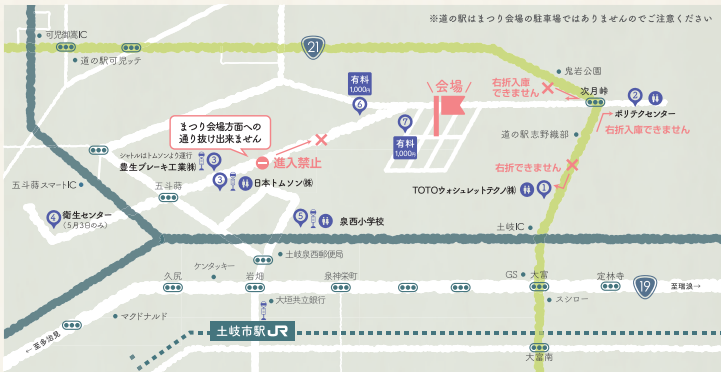 ※道の駅はまつり会場の駐車場ではありませんのでご注意ください
可児御嵩IC
道の駅可児ッテ
21
有料
1,000円
6
会場
鬼岩公園
右折入庫
できません
次月峠
2
ポリテクセンター
右折入庫できません
まつり会場方面への
通り抜け出来ません
7
有料
1,000円
道の駅志野織部
進入禁止
シャトルはトムソンより運行
豊生ブレーキ工業㈱
3
3
日本トムソン㈱
右折できません
TOTOウォシュレットテクノ㈱
1
五斗蒔スマートIC
五斗蒔
4
衛生センター
(5月3日のみ)
5
泉西小学校
土岐IC
土岐泉西郵便局
久尻
ケンタッキー
岩畑
泉神栄町
GS
大富
定林寺
19
至瑞浪→
大垣共立銀行
スシロー
マクドナルド
土岐市駅 JR
←至多治見
大富南